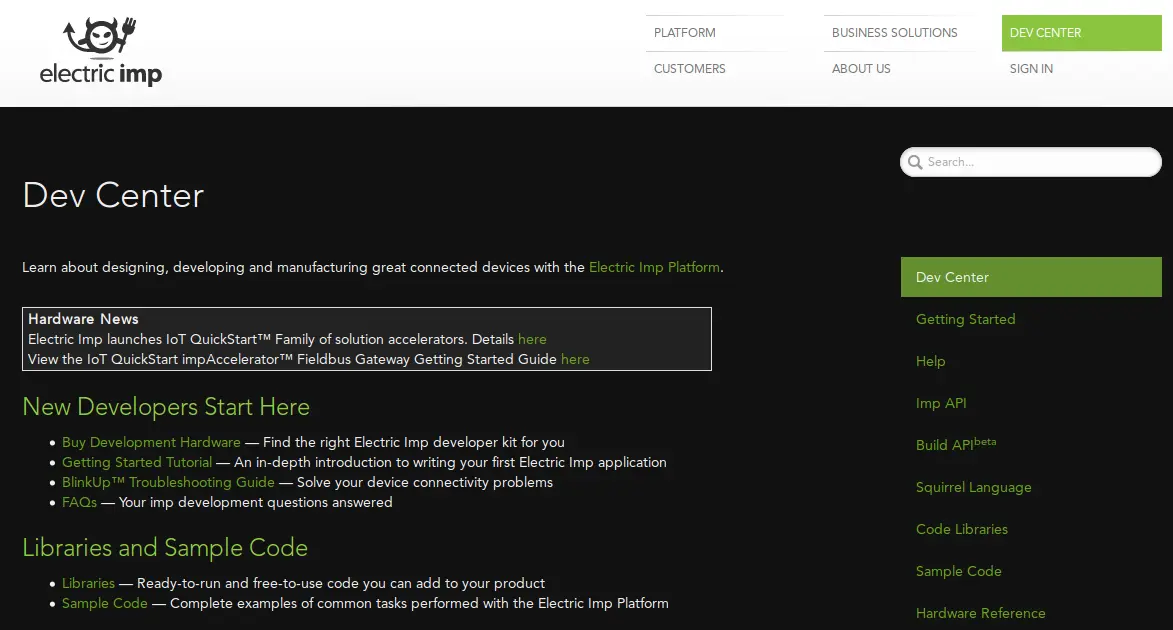 electric imp
PLATFORM
BUSINESS SOLUTIONS
DEV CENTER
CUSTOMERS
ABOUT US
SIGN IN
Search...
Dev Center
Learn about designing, developing and manufacturing great connected devices with the Electric Imp Platform.
Hardware News
Electric Imp launches IoT QuickStart™ Family of solution accelerators. Details here
View the IoT QuickStart impAccelerator™ Fieldbus Gateway Getting Started Guide here
New Developers Start Here
• Buy Development Hardware — Find the right Electric Imp developer kit for you
• Getting Started Tutorial — An in-depth introduction to writing your first Electric Imp application
• BlinkUp™ Troubleshooting Guide — Solve your device connectivity problems
• FAQs — Your imp development questions answered
Libraries and Sample Code
• Libraries — Ready-to-run and free-to-use code you can add to your product
• Sample Code — Complete examples of common tasks performed with the Electric Imp Platform
Dev Center
Getting Started
Help
Imp API
Build APIbeta
Squirrel Language
Code Libraries
Sample Code
Hardware Reference